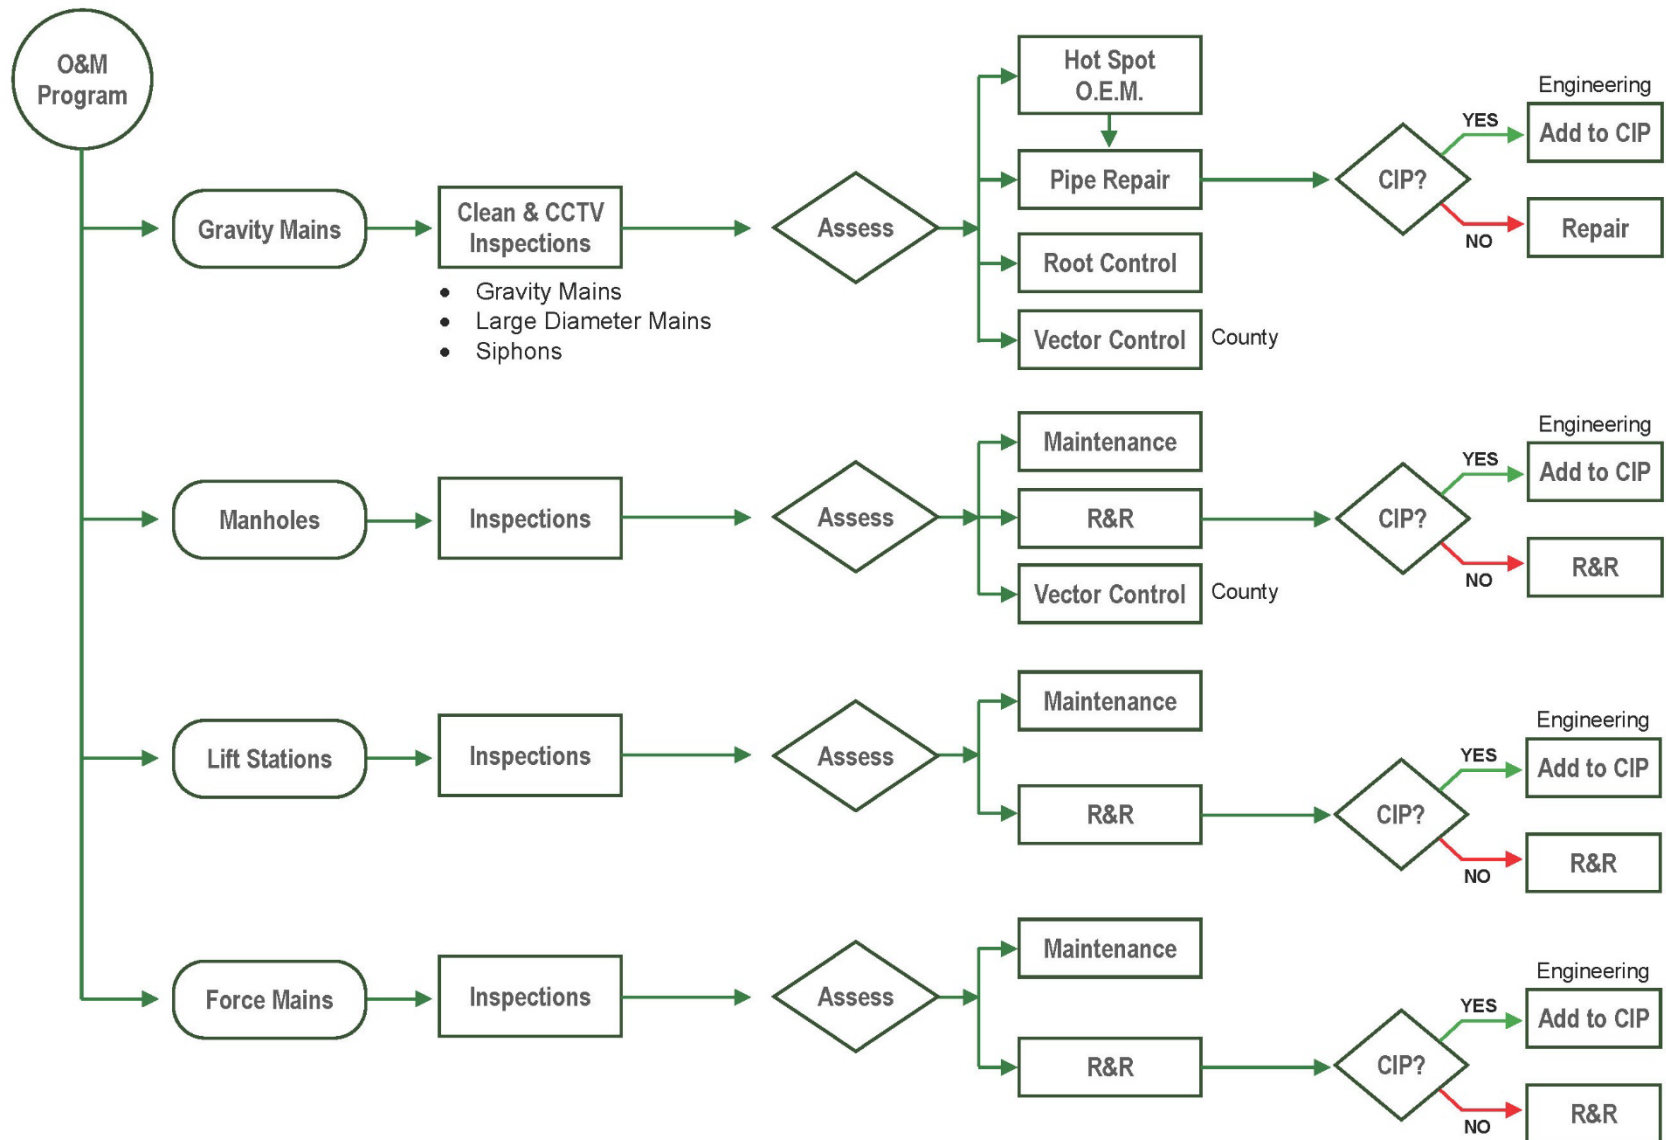 O&M
Program
Gravity Mains
Clean & CCTV
Inspections
• Gravity Mains
• Large Diameter Mains
• Siphons
Assess
Hot Spot
O.E.M.
Pipe Repair
Root Control
Vector Control
County
CIP?
YES
NO
Engineering
Add to CIP
Repair
Manholes
Inspections
Assess
Maintenance
R&R
Vector Control
County
CIP?
YES
NO
Engineering
Add to CIP
R&R
Lift Stations
Inspections
Assess
Maintenance
R&R
CIP?
YES
NO
Engineering
Add to CIP
R&R
Force Mains
Inspections
Assess
Maintenance
R&R
CIP?
YES
NO
Engineering
Add to CIP
R&R